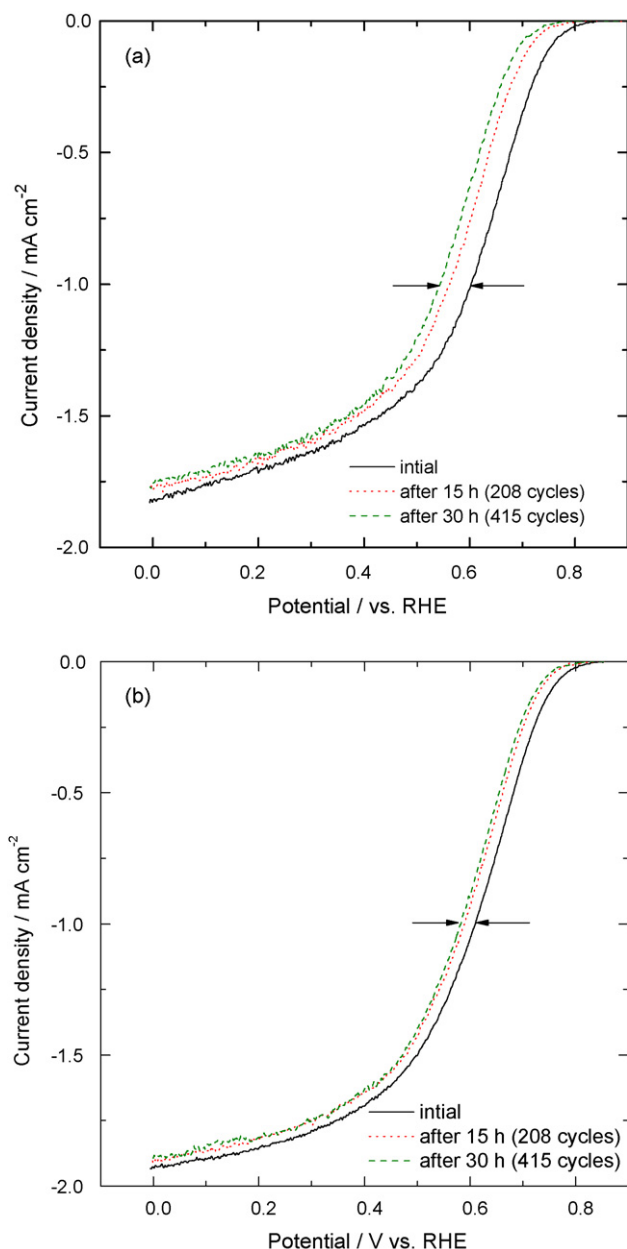 (a)
0.0
-0.5
-1.0
-1.5
-2.0
Current density / mA cm⁻²
intial
after 15 h (208 cycles)
after 30 h (415 cycles)
0.0 0.2 0.4 0.6 0.8
Potential / vs. RHE
(b)
0.0
-0.5
-1.0
-1.5
-2.0
Current density / mA cm⁻²
intial
after 15 h (208 cycles)
after 30 h (415 cycles)
0.0 0.2 0.4 0.6 0.8
Potential / V vs. RHE